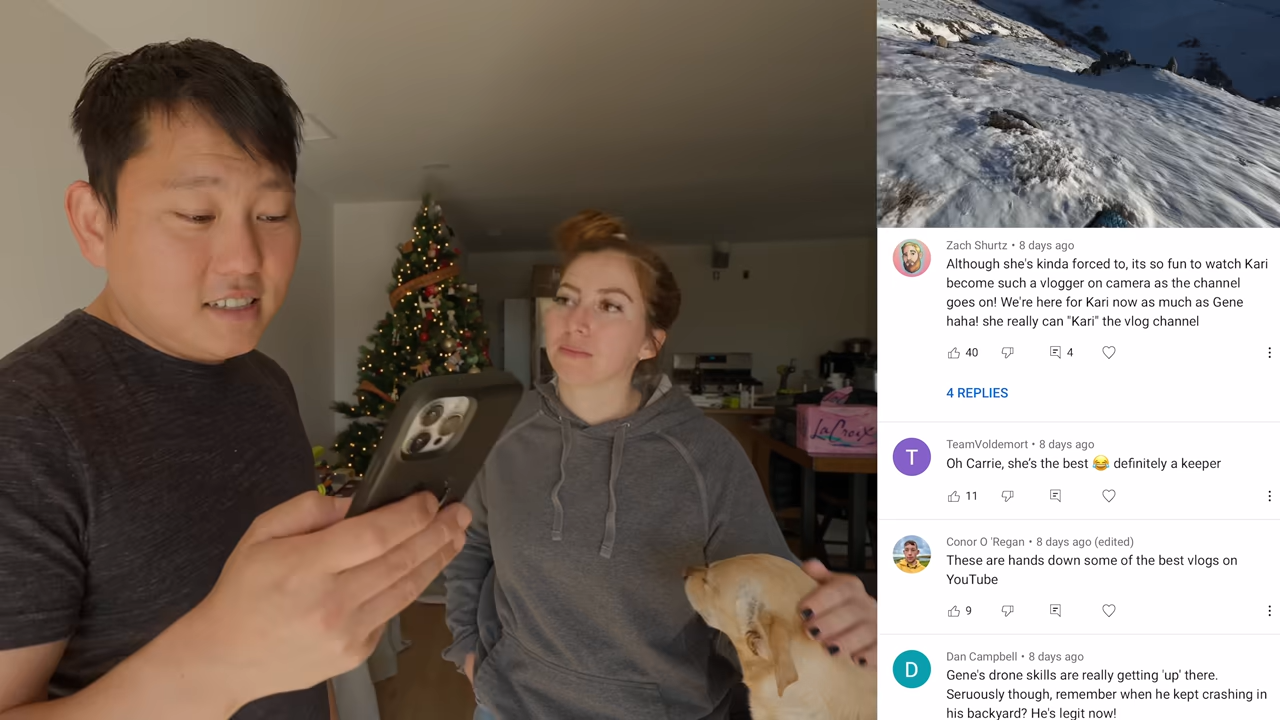 LaCroix
Zach Shurtz • 8 days ago
Although she's kinda forced to, its so fun to watch Kari
become such a vlogger on camera as the channel
goes on! We're here for Kari now as much as Gene
haha! she really can "Kari" the vlog channel
40
4
4 REPLIES
T
TeamVoldemort • 8 days ago
Oh Carrie, she's the best 😂 definitely a keeper
11
Conor O 'Regan • 8 days ago (edited)
These are hands down some of the best vlogs on
YouTube
9
D
Dan Campbell • 8 days ago
Gene's drone skills are really getting 'up' there.
Seruously though, remember when he kept crashing in
his backyard? He's legit now!